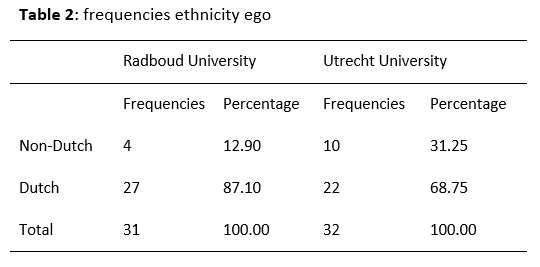 Table 2: frequencies ethnicity ego
Radboud University Utrecht University
Frequencies Percentage Frequencies Percentage
Non-Dutch 4 12.90 10 31.25
Dutch 27 87.10 22 68.75
Total 31 100.00 32 100.00